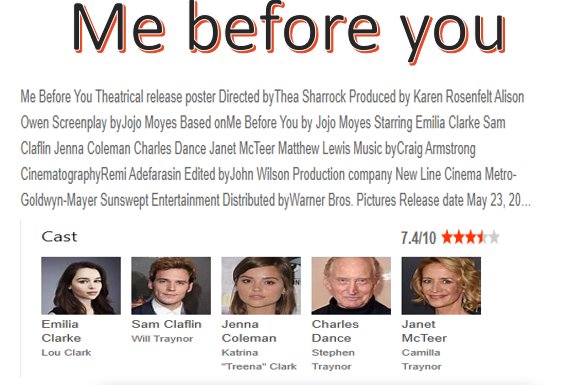 Me before you
Me Before You Theatrical release poster Directed byThea Sharrock Produced by Karen Rosenfelt Alison
Owen Screenplay byJojo Moyes Based onMe Before You by Jojo Moyes Starring Emilia Clarke Sam
Claflin Jenna Coleman Charles Dance Janet McTeer Matthew Lewis Music byCraig Armstrong
CinematographyRemi Adefarasin Edited byJohn Wilson Production company New Line Cinema Metro-
Goldwyn-Mayer Sunswept Entertainment Distributed byWarner Bros. Pictures Release date May 23, 20...
Cast
7.4/10
Emilia
Clarke
Lou Clark
Sam Claflin
Will Traynor
Jenna
Coleman
Katrina
"Treena" Clark
Charles
Dance
Stephen
Traynor
Janet
McTeer
Camilla
Traynor